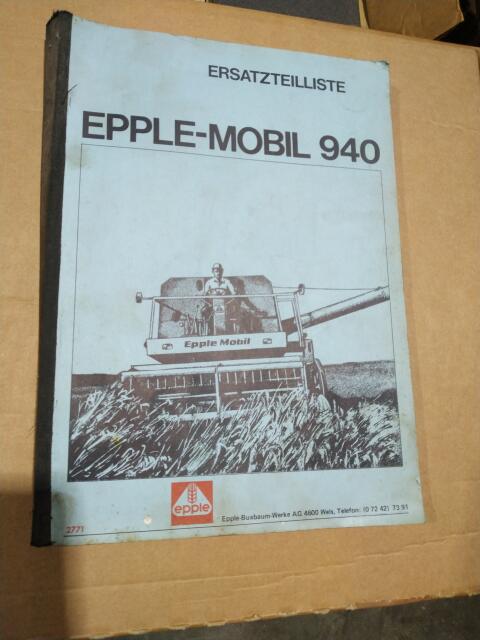 ERSATZTEILLISTE
EPPLE-MOBIL 940
Epple Mobil
epple
Epple-Buxbaum-Werke A.G. 4600 Wels, Telefon: (0 72 42) 73 91
2771